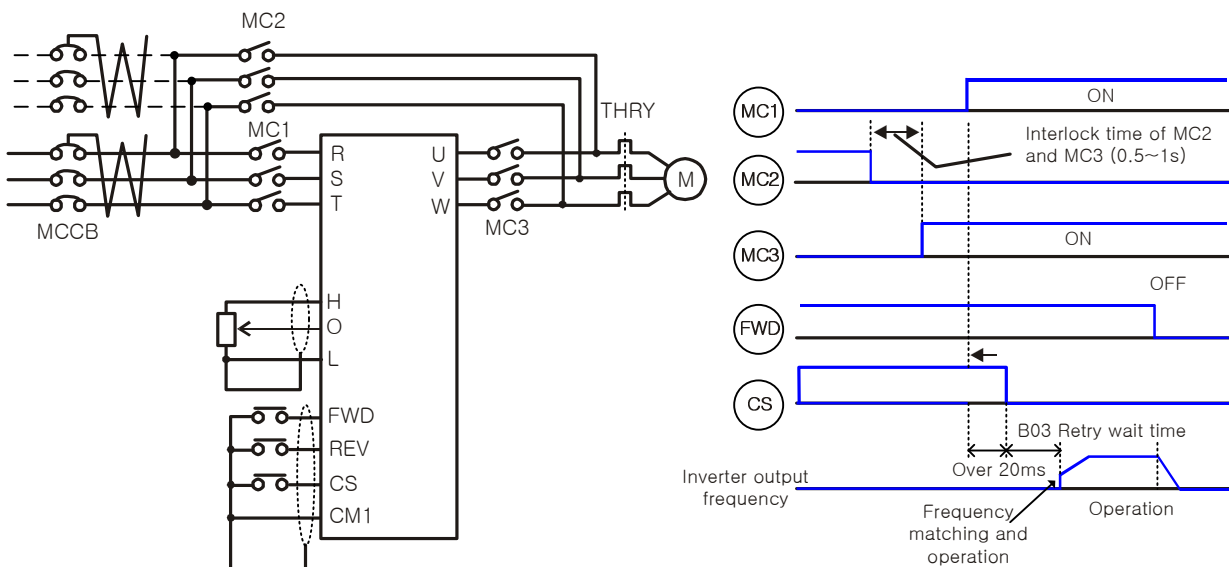 MC2
MC1
THRY
R
S
T
U
V
W
M
MCCB
MC3
H
O
L
FWD
REV
CS
CM1
MC1
ON
Interlock time of MC2
and MC3 (0.5~1s)
MC2
MC3
ON
OFF
FWD
CS
B03 Retry wait time
Over 20ms
Inverter output
frequency
Frequency
matching and
operation
Operation